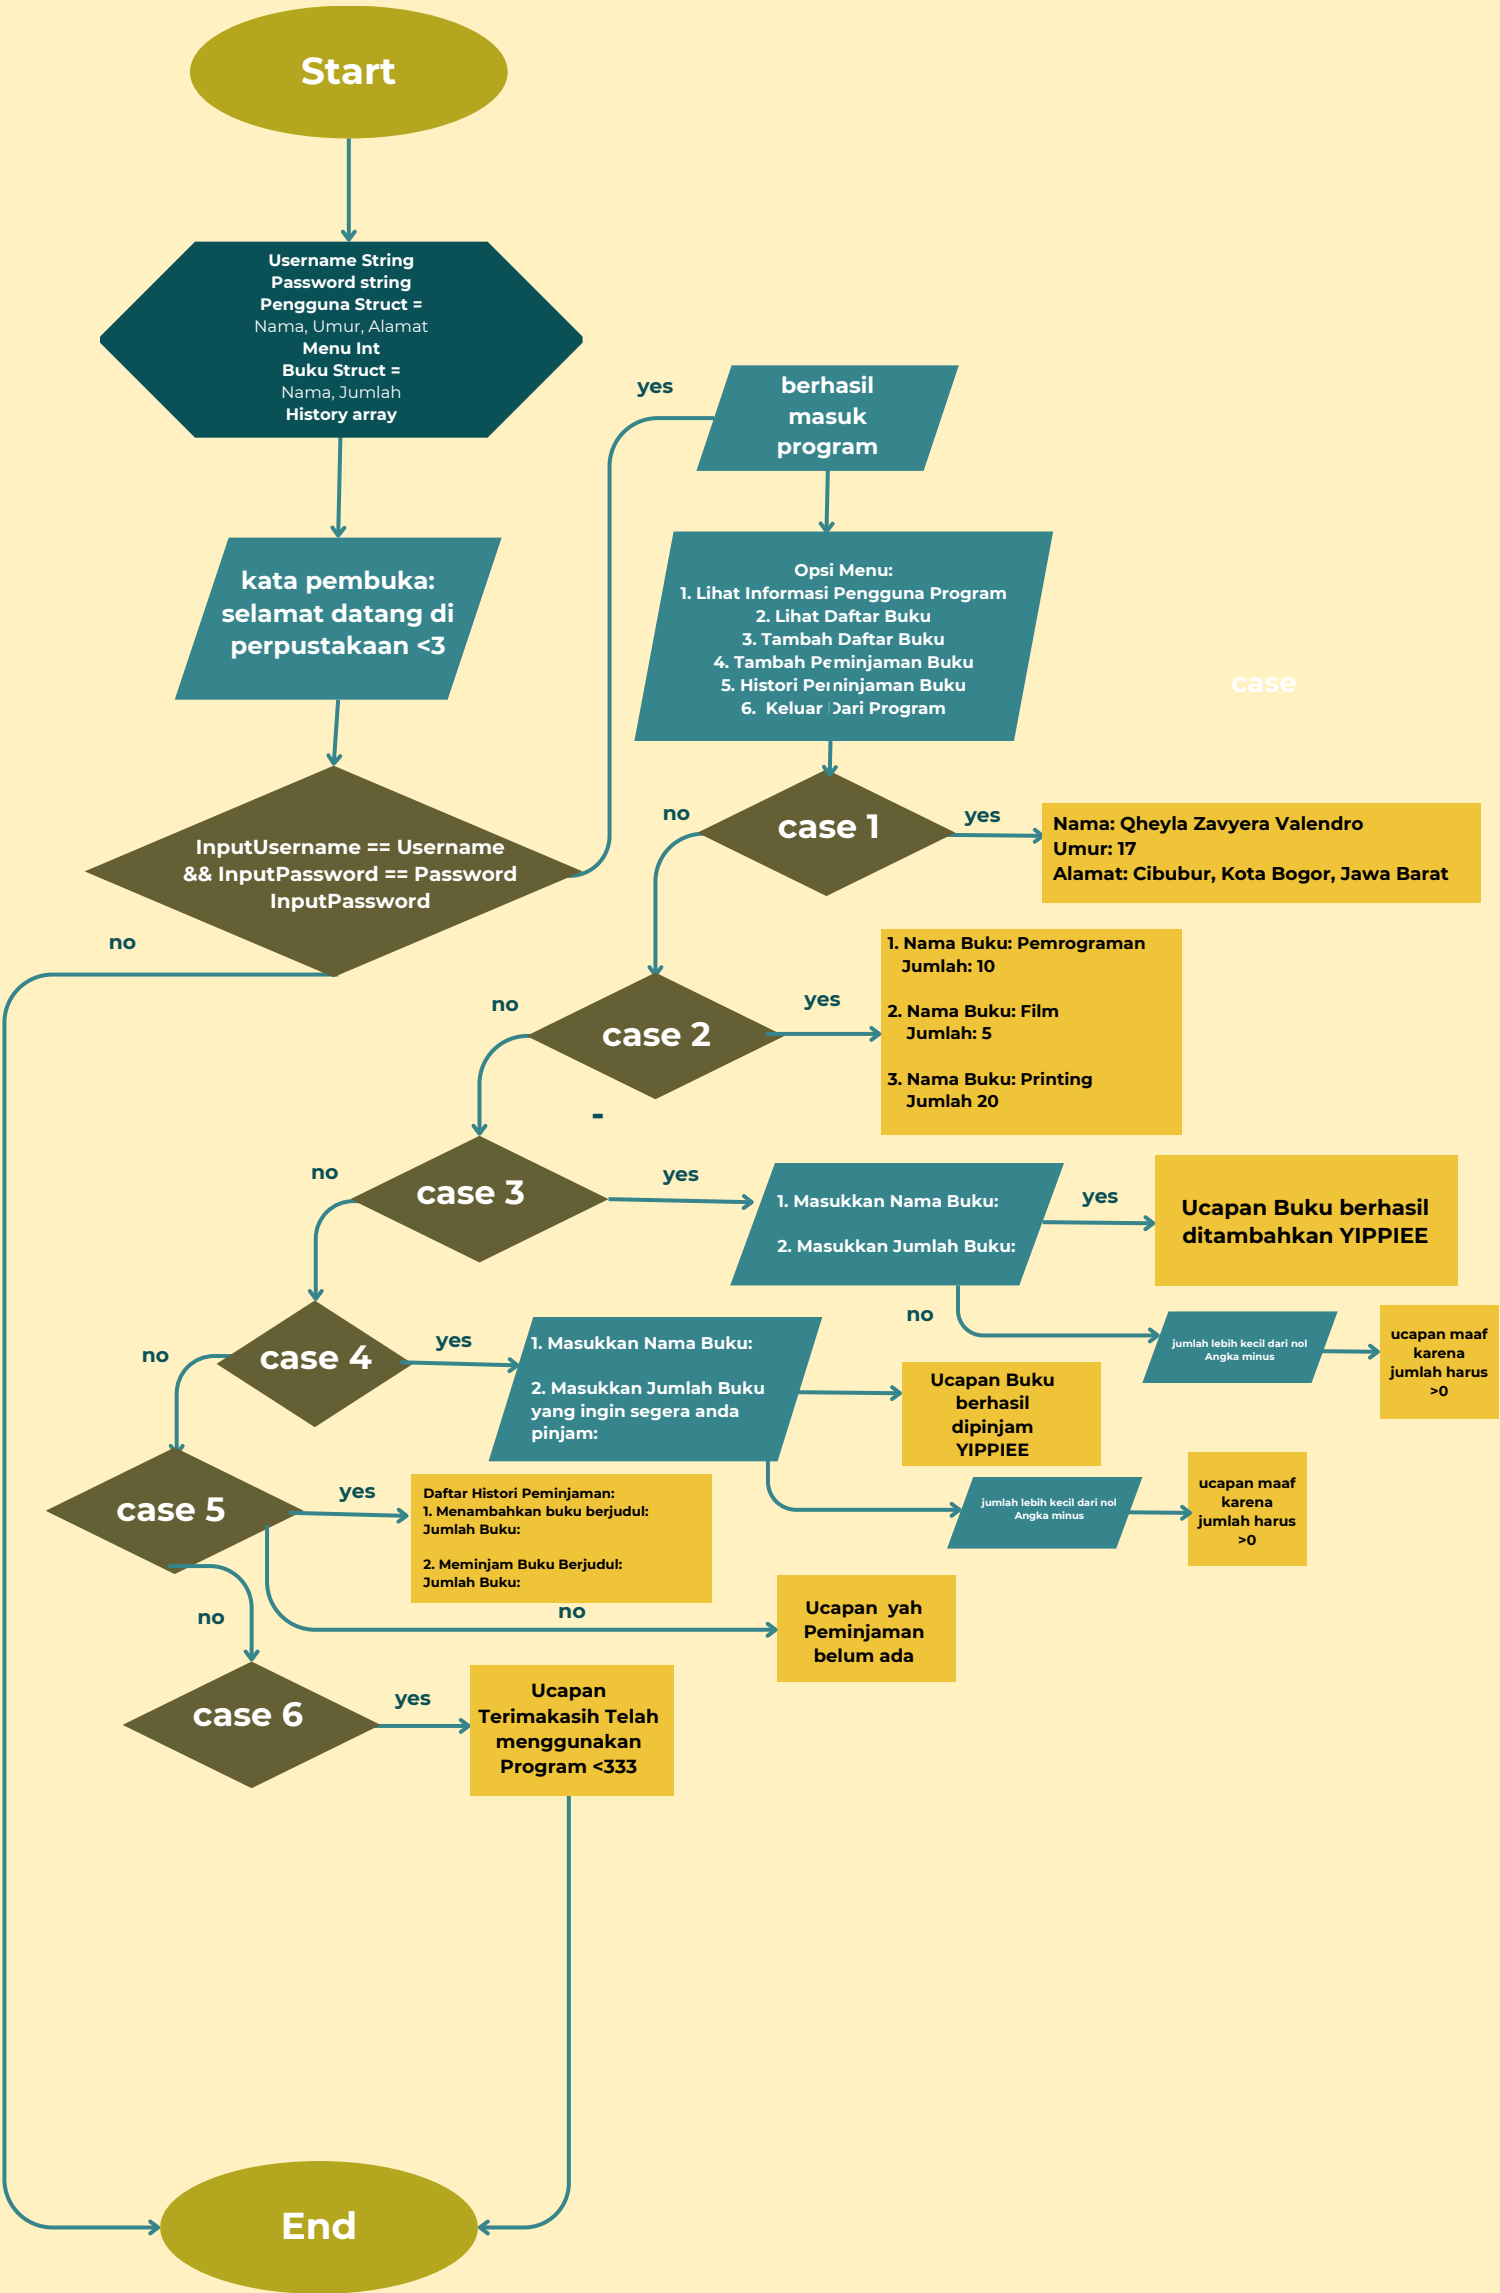 Start
Username String
Password string
Pengguna Struct =
Nama, Umur, Alamat
Menu Int
Buku Struct =
Nama, Jumlah
History array
yes
berhasil
masuk
program
kata pembuka:
selamat datang di
perpustakaan <3
Opsi Menu:
1. Lihat Informasi Pengguna Program
2. Lihat Daftar Buku
3. Tambah Daftar Buku
4. Tambah Peminjaman Buku
5. Histori Peminjaman Buku
6. Keluar Dari Program
case
InputUsername == Username
&& InputPassword == Password
InputPassword
no
no
case 1
yes
Nama: Qheyla Zavyera Valendro
Umur: 17
Alamat: Cibubur, Kota Bogor, Jawa Barat
no
case 2
yes
1. Nama Buku: Pemrograman
Jumlah: 10
2. Nama Buku: Film
Jumlah: 5
3. Nama Buku: Printing
Jumlah 20
-
no
case 3
yes
1. Masukkan Nama Buku:
2. Masukkan Jumlah Buku:
yes
Ucapan Buku berhasil
ditambahkan YIPPIEE
no
jumlah lebih kecil dari nol
Angka minus
ucapan maaf
karena
jumlah harus
>0
no
case 4
yes
1. Masukkan Nama Buku:
2. Masukkan Jumlah Buku
yang ingin segera anda
pinjam:
Ucapan Buku
berhasil
dipinjam
YIPPIEE
jumlah lebih kecil dari nol
Angka minus
ucapan maaf
karena
jumlah harus
>0
case 5
yes
Daftar Histori Peminjaman:
1. Menambahkan buku berjudul:
Jumlah Buku:
2. Meminjam Buku Berjudul:
Jumlah Buku:
no
no
Ucapan yah
Peminjaman
belum ada
case 6
yes
Ucapan
Terimakasih Telah
menggunakan
Program <333
End